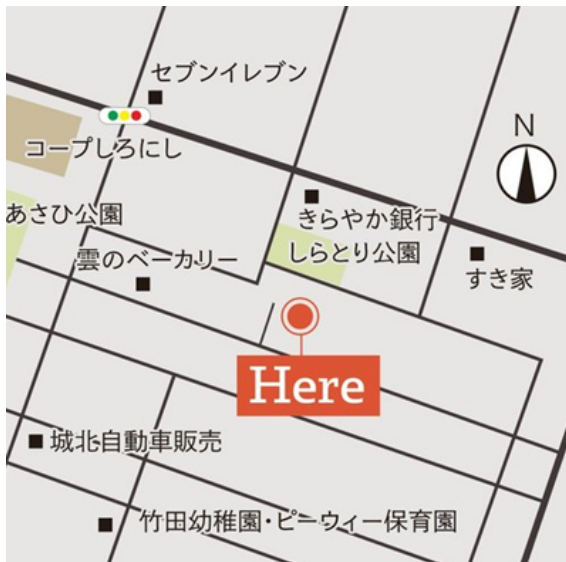 セブンイレブン
N
コープしろにし
あさひ公園
きらやか銀行
しらとり公園
雲のベーカリー
すき家
Here
城北自動車販売
竹田幼稚園・ピーウィー保育園